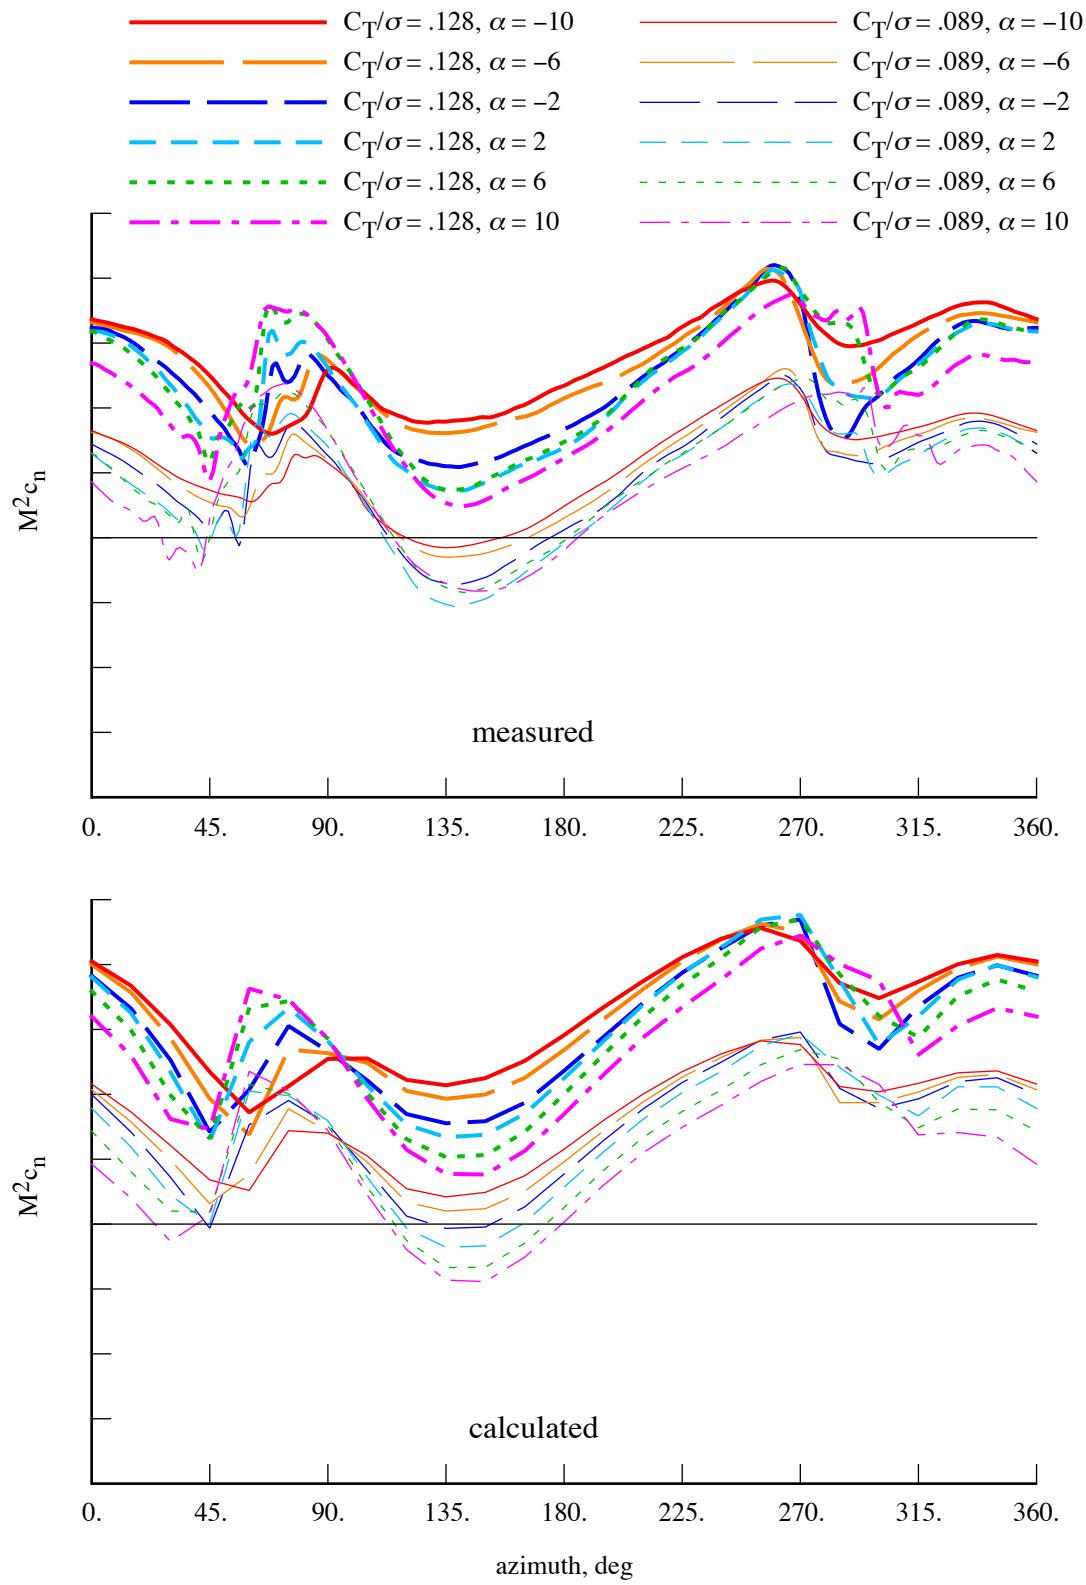 C_T/σ = .128, α = −10 C_T/σ = .089, α = −10
C_T/σ = .128, α = −6 C_T/σ = .089, α = −6
C_T/σ = .128, α = −2 C_T/σ = .089, α = −2
C_T/σ = .128, α = 2 C_T/σ = .089, α = 2
C_T/σ = .128, α = 6 C_T/σ = .089, α = 6
C_T/σ = .128, α = 10 C_T/σ = .089, α = 10
M²c_n
measured
0. 45. 90. 135. 180. 225. 270. 315. 360.
M²c_n
calculated
0. 45. 90. 135. 180. 225. 270. 315. 360.
azimuth, deg